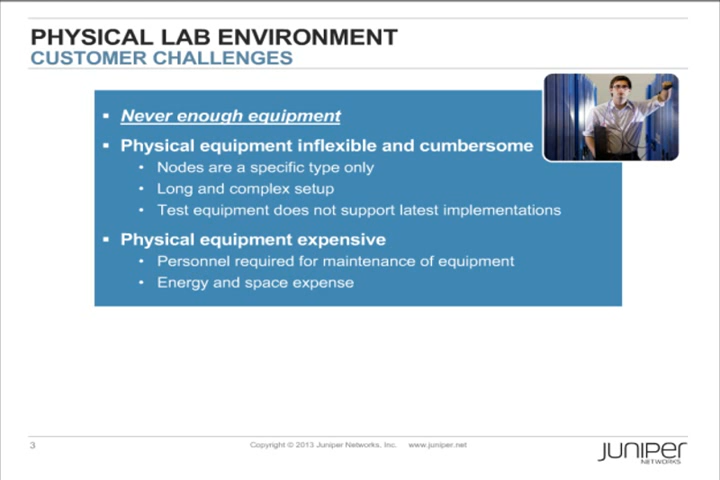 PHYSICAL LAB ENVIRONMENT
CUSTOMER CHALLENGES
▪ Never enough equipment
▪ Physical equipment inflexible and cumbersome
• Nodes are a specific type only
• Long and complex setup
• Test equipment does not support latest implementations
▪ Physical equipment expensive
• Personnel required for maintenance of equipment
• Energy and space expense
3
Copyright © 2013 Juniper Networks, Inc. www.juniper.net
JUNIPER
NETWORKS